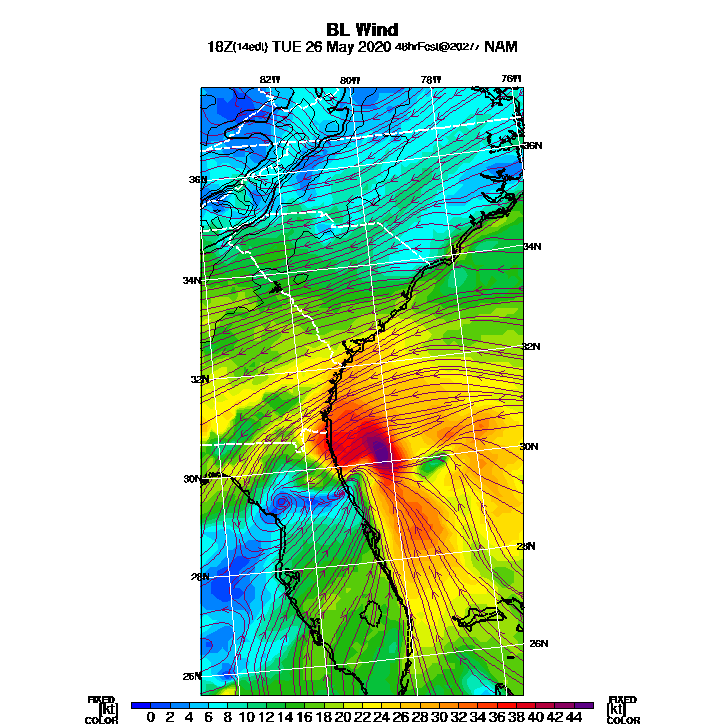 BL Wind
18Z(14edt) TUE 26 May 2020 48hrFcst@2027z NAM
82W 80W 78W 76W
36N 36N
34N 34N
32N 32N
30N 30N
28N 28N
26N 26N
FIXED FIXED
[kt] 0 2 4 6 8 10 12 14 16 18 20 22 24 26 28 30 32 34 36 38 40 42 44 [kt]
COLOR COLOR